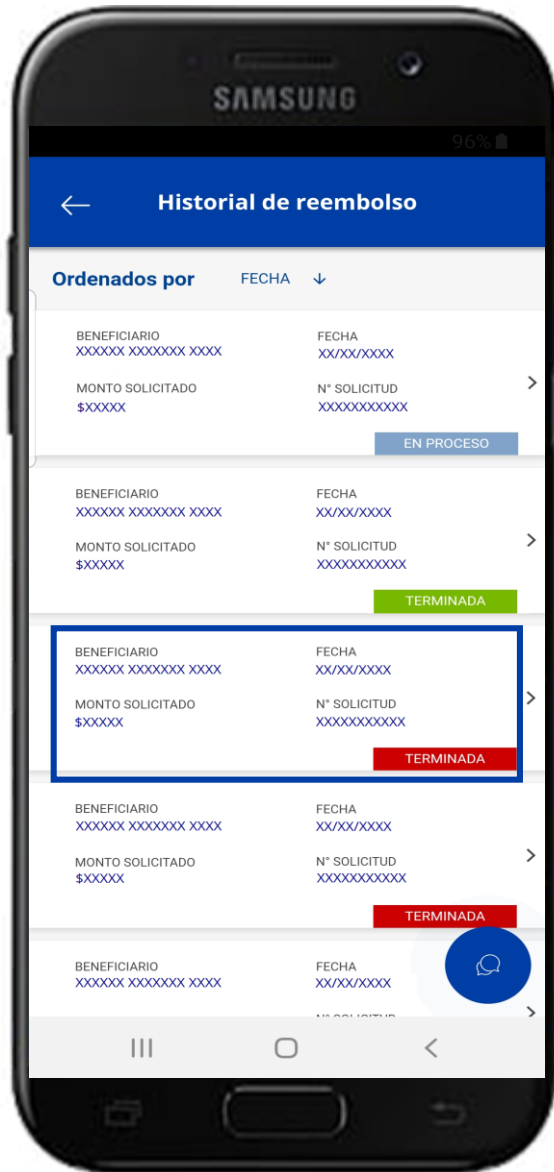 SAMSUNG
96%
Historial de reembolso
Ordenados por FECHA
BENEFICIARIO FECHA
XXXXXX XXXXXXX XXXX XX/XX/XXXX
MONTO SOLICITADO N° SOLICITUD
$XXXXX XXXXXXXXXXX
EN PROCESO
BENEFICIARIO FECHA
XXXXXX XXXXXXX XXXX XX/XX/XXXX
MONTO SOLICITADO N° SOLICITUD
$XXXXX XXXXXXXXXXX
TERMINADA
BENEFICIARIO FECHA
XXXXXX XXXXXXX XXXX XX/XX/XXXX
MONTO SOLICITADO N° SOLICITUD
$XXXXX XXXXXXXXXXX
TERMINADA
BENEFICIARIO FECHA
XXXXXX XXXXXXX XXXX XX/XX/XXXX
MONTO SOLICITADO N° SOLICITUD
$XXXXX XXXXXXXXXXX
TERMINADA
BENEFICIARIO FECHA
XXXXXX XXXXXXX XXXX XX/XX/XXXX